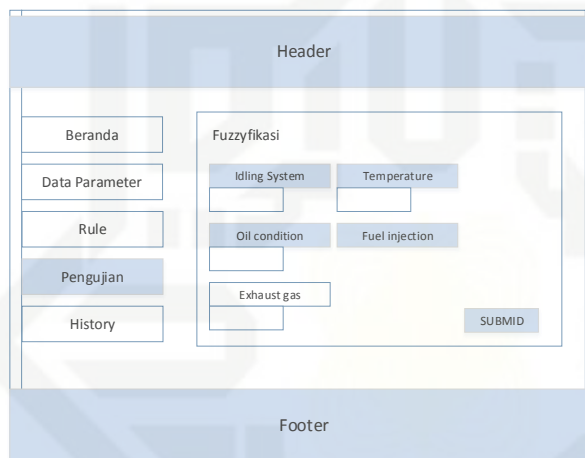 Header
Beranda
Data Parameter
Rule
Pengujian
History
Fuzzyfikasi
Idling System
Temperature
Oil condition
Fuel injection
Exhaust gas
SUBMID
Footer